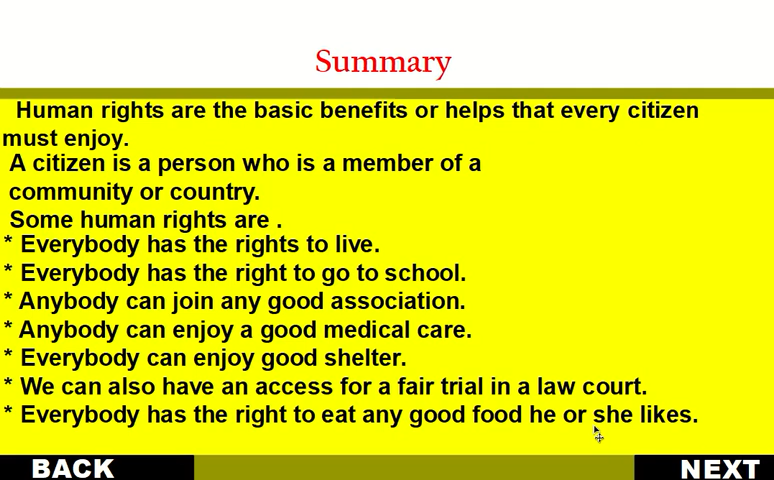 Summary
Human rights are the basic benefits or helps that every citizen
must enjoy.
A citizen is a person who is a member of a
community or country.
Some human rights are .
* Everybody has the rights to live.
* Everybody has the right to go to school.
* Anybody can join any good association.
* Anybody can enjoy a good medical care.
* Everybody can enjoy good shelter.
* We can also have an access for a fair trial in a law court.
* Everybody has the right to eat any good food he or she likes.
BACK
NEXT